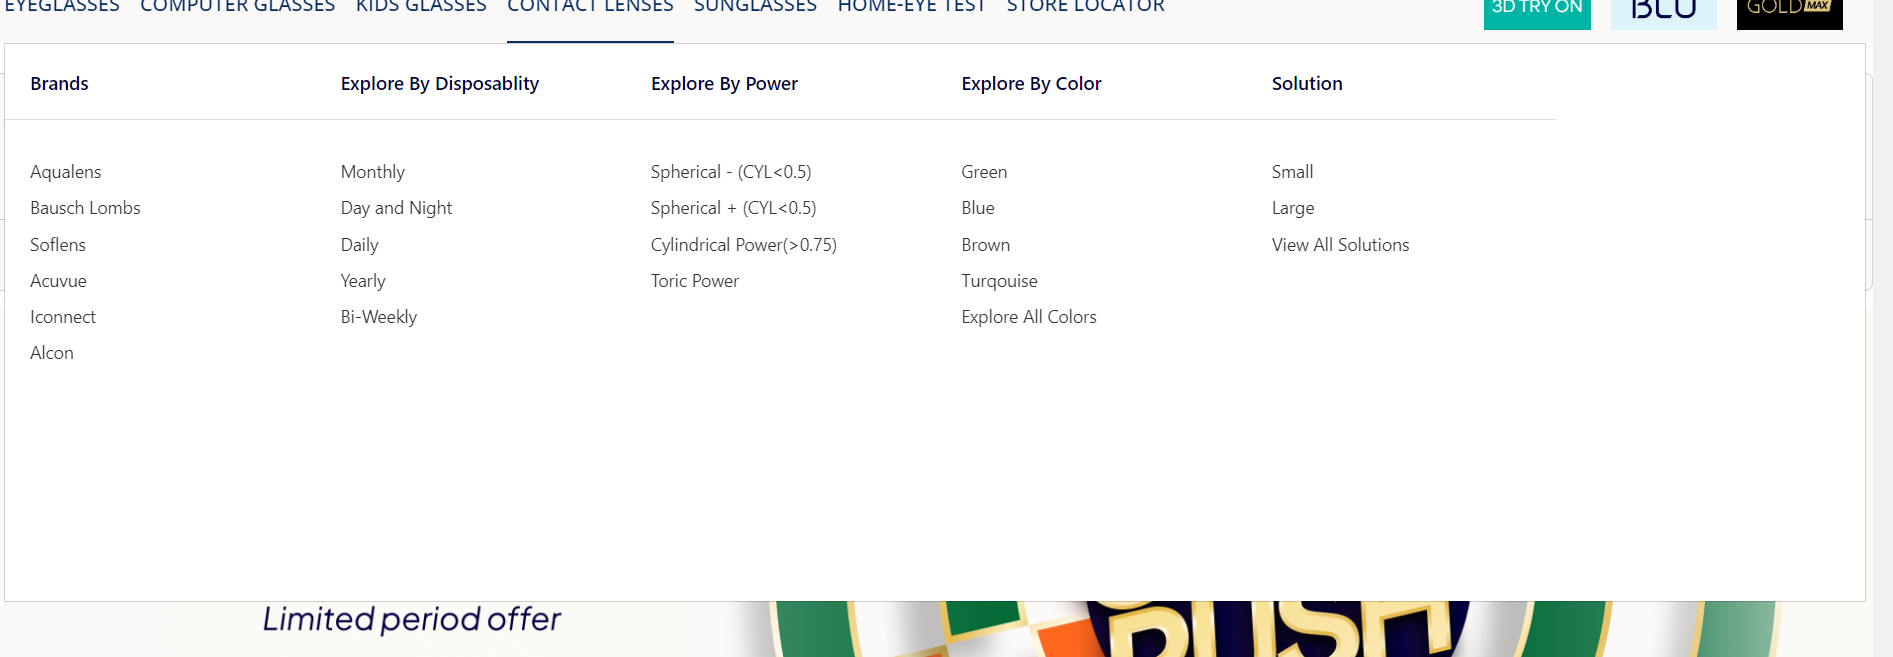 EYEGLASSES COMPUTER GLASSES KIDS GLASSES CONTACT LENSES SUNGLASSES HOME-EYE TEST STORE LOCATOR 3D TRY ON BLU GOLD MAX
Brands Explore By Disposablity Explore By Power Explore By Color Solution
Aqualens Monthly Spherical - (CYL<0.5) Green Small
Bausch Lombs Day and Night Spherical + (CYL<0.5) Blue Large
Soflens Daily Cylindrical Power(>0.75) Brown View All Solutions
Acuvue Yearly Toric Power Turqouise
Iconnect Bi-Weekly Explore All Colors
Alcon
Limited period offer